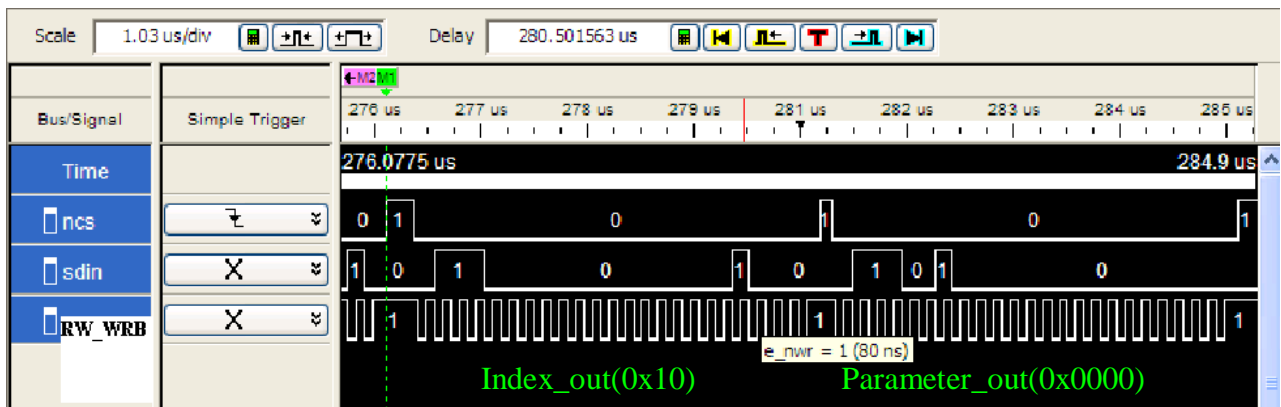 Scale 1.03 us/div Delay 280.501563 us T
M2 M1
Bus/Signal Simple Trigger 276 us 277 us 278 us 279 us 281 us 282 us 283 us 284 us 285 us
Time 276.0775 us 284.9 us
ncs 0 1 0 1 0 1
sdin X 1 0 1 0 1 0 1 0 1 0
RW_WRB X 1 1 1
e_nwr = 1 (80 ns)
Index_out(0x10) Parameter_out(0x0000)